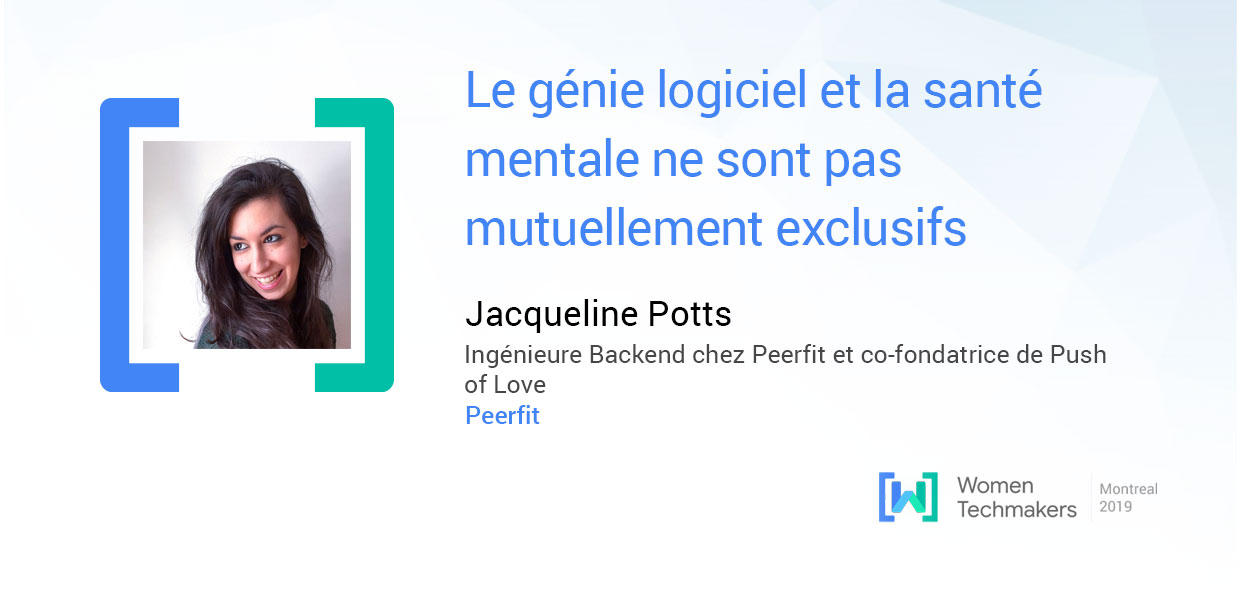 Le génie logiciel et la santé
mentale ne sont pas
mutuellement exclusifs
Jacqueline Potts
Ingénieure Backend chez Peerfit et co-fondatrice de Push
of Love
Peerfit
Women
Techmakers
Montreal
2019